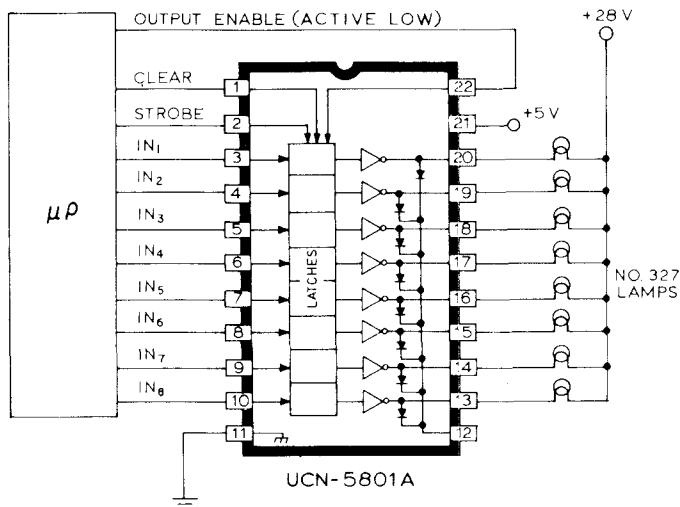 OUTPUT ENABLE (ACTIVE LOW)
+28 V
CLEAR
1
22
STROBE
2
21
+5 V
IN₁
3
20
IN₂
4
19
μP
IN₃
5
18
IN₄
6
17
LATCHES
NO. 327
LAMPS
IN₅
7
16
IN₆
8
15
IN₇
9
14
IN₈
10
13
11
12
UCN-5801A